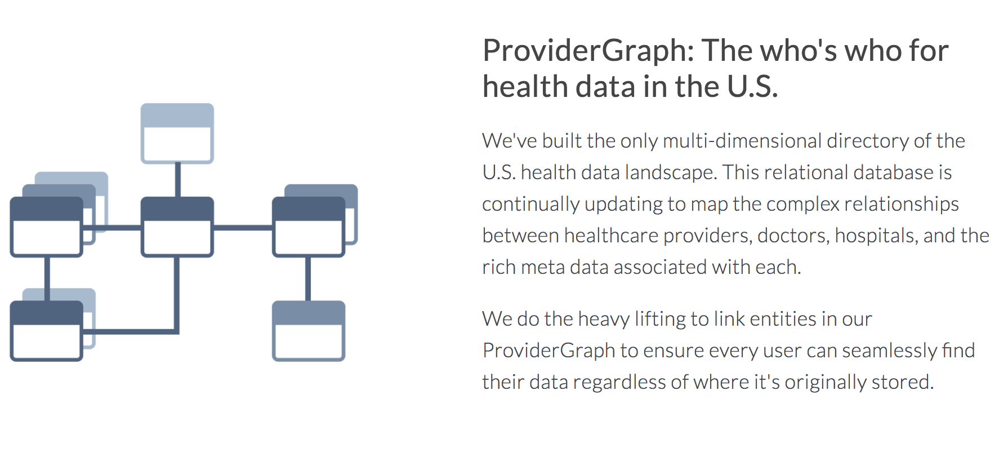 ProviderGraph: The who's who for
health data in the U.S.
We've built the only multi-dimensional directory of the
U.S. health data landscape. This relational database is
continually updating to map the complex relationships
between healthcare providers, doctors, hospitals, and the
rich meta data associated with each.
We do the heavy lifting to link entities in our
ProviderGraph to ensure every user can seamlessly find
their data regardless of where it's originally stored.